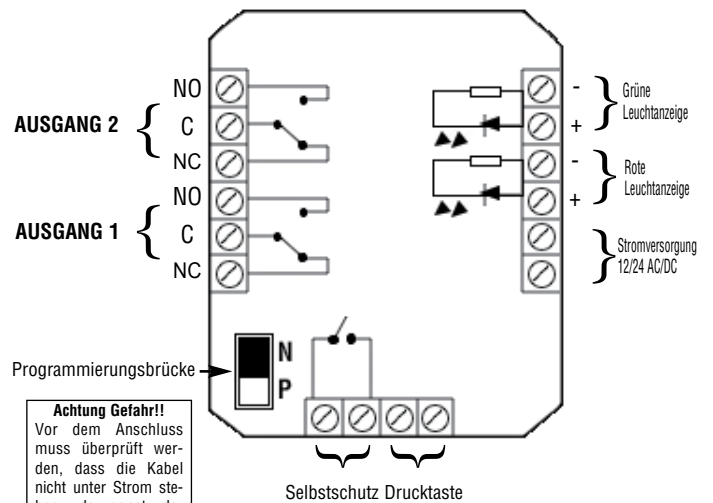 NO
AUSGANG 2
C
NC
NO
AUSGANG 1
C
NC
-
Grüne
Leuchtanzeige
+
-
Rote
Leuchtanzeige
+
Stromversorgung
12/24 AC/DC
Programmierungsbrücke
N
P
Achtung Gefahr!!
Vor dem Anschluss
muss überprüft wer-
den, dass die Kabel
nicht unter Strom ste-
Selbstschutz Drucktaste